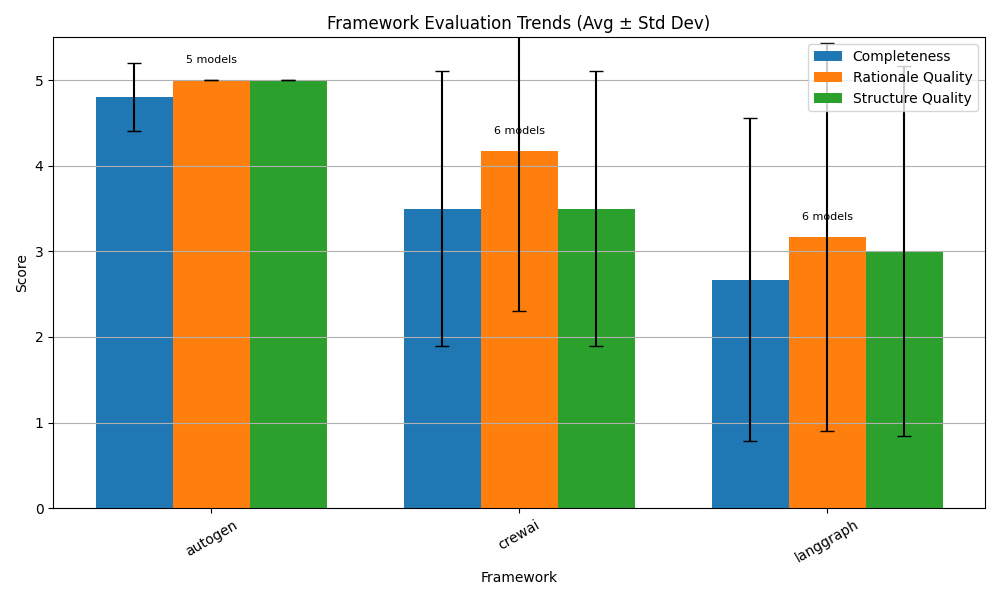 Framework Evaluation Trends (Avg ± Std Dev)
Completeness
Rationale Quality
Structure Quality
5 models
6 models
6 models
Score
5
4
3
2
1
0
autogen
crewai
langgraph
Framework